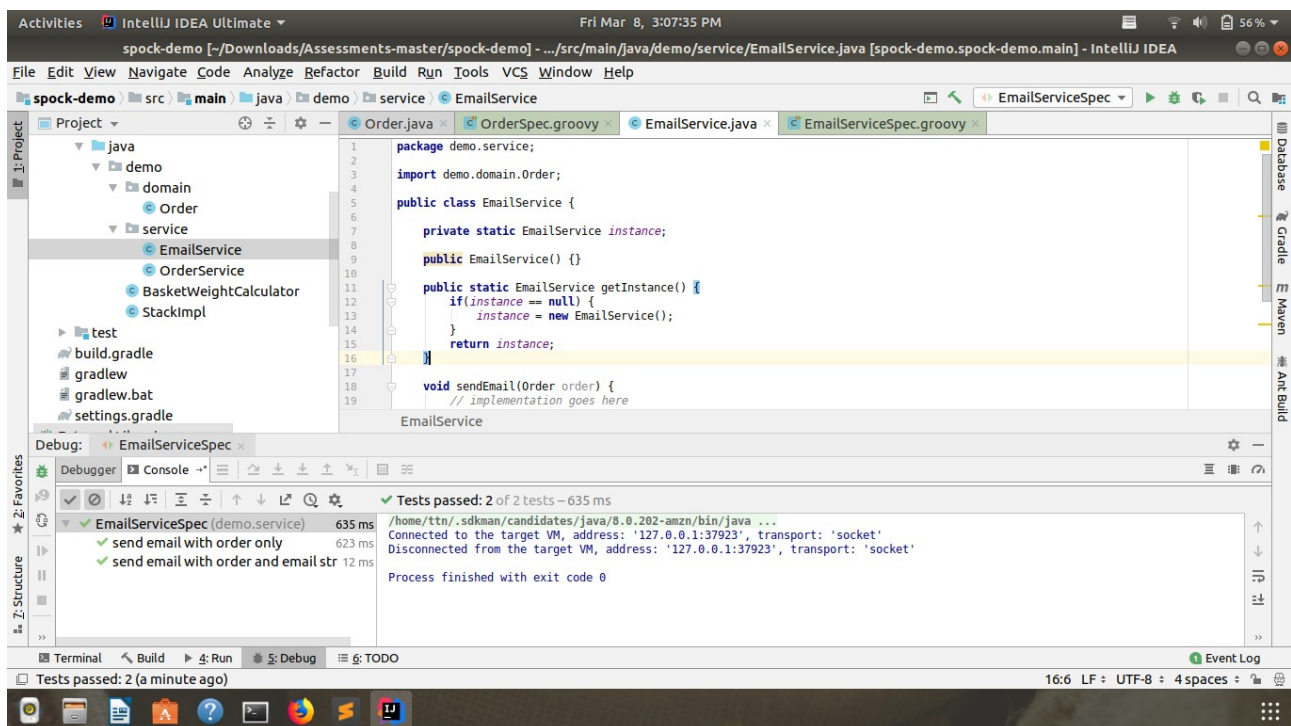 Activities IntelliJ IDEA Ultimate Fri Mar 8, 3:07:35 PM 56%
spock-demo [~/Downloads/Assessments-master/spock-demo] - .../src/main/java/demo/service/EmailService.java [spock-demo.spock-demo.main] - IntelliJ IDEA
File Edit View Navigate Code Analyze Refactor Build Run Tools VCS Window Help
spock-demo src main java demo service EmailService EmailServiceSpec
1: Project
Project
Order.java OrderSpec.groovy EmailService.java EmailServiceSpec.groovy
java
demo
domain
Order
service
EmailService
OrderService
BasketWeightCalculator
StackImpl
test
build.gradle
gradlew
gradlew.bat
settings.gradle
1 package demo.service;
2
3 import demo.domain.Order;
4
5 public class EmailService {
6
7 private static EmailService instance;
8
9 public EmailService() {}
10
11 public static EmailService getInstance() {
12 if(instance == null) {
13 instance = new EmailService();
14 }
15 return instance;
16 }
17
18 void sendEmail(Order order) {
19 // implementation goes here
EmailService
Database
Gradle
m Maven
Ant Build
Debug: EmailServiceSpec
Debugger Console
Tests passed: 2 of 2 tests – 635 ms
EmailServiceSpec (demo.service) 635 ms
send email with order only 623 ms
send email with order and email str 12 ms
/home/ttn/.sdkman/candidates/java/8.0.202-amzn/bin/java ...
Connected to the target VM, address: '127.0.0.1:37923', transport: 'socket'
Disconnected from the target VM, address: '127.0.0.1:37923', transport: 'socket'
Process finished with exit code 0
2: Favorites
7: Structure
Terminal Build 4: Run 5: Debug 6: TODO 1 Event Log
Tests passed: 2 (a minute ago) 16:6 LF UTF-8 4 spaces